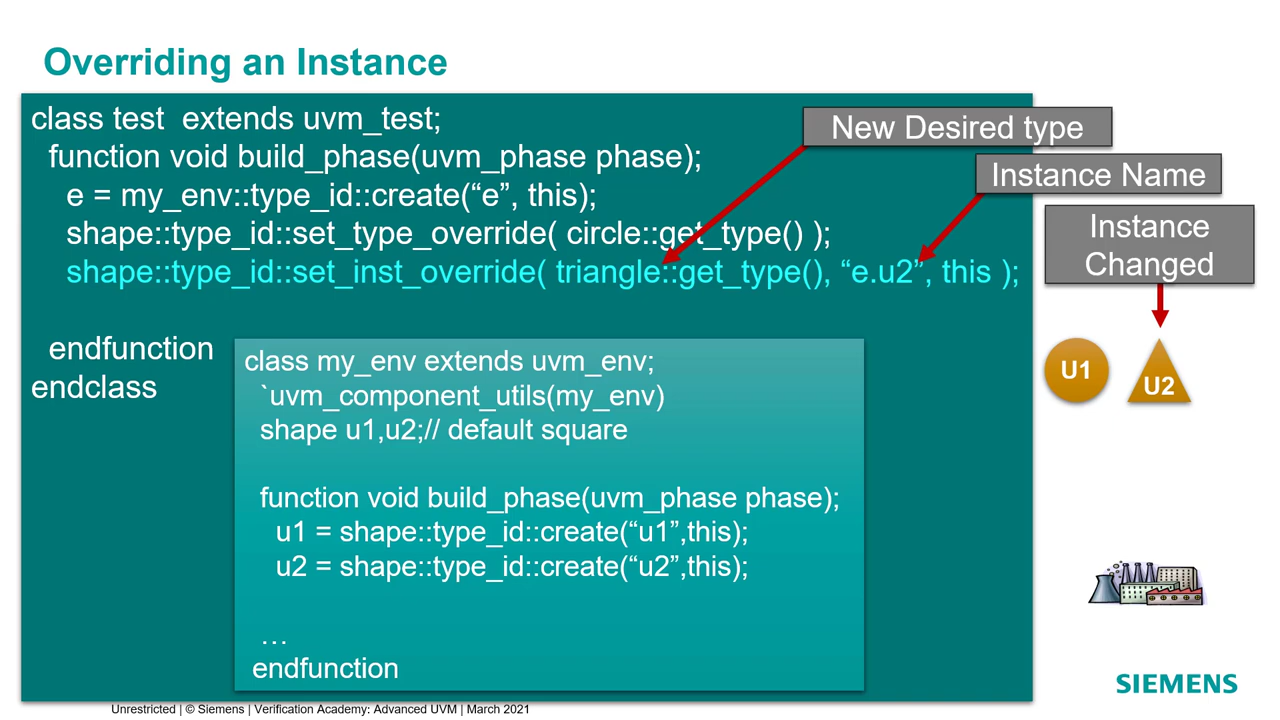 Overriding an Instance
class test  extends uvm_test;
function void build_phase(uvm_phase phase);
e = my_env::type_id::create(“e”, this);
shape::type_id::set_type_override( circle::get_type() );
shape::type_id::set_inst_override( triangle::get_type(), “e.u2”, this );
endfunction
endclass
New Desired type
Instance Name
Instance
Changed
U1
U2
class my_env extends uvm_env;
`uvm_component_utils(my_env)
shape u1,u2;// default square
function void build_phase(uvm_phase phase);
u1 = shape::type_id::create(“u1”,this);
u2 = shape::type_id::create(“u2”,this);
…
endfunction
SIEMENS
Unrestricted | © Siemens | Verification Academy: Advanced UVM | March 2021